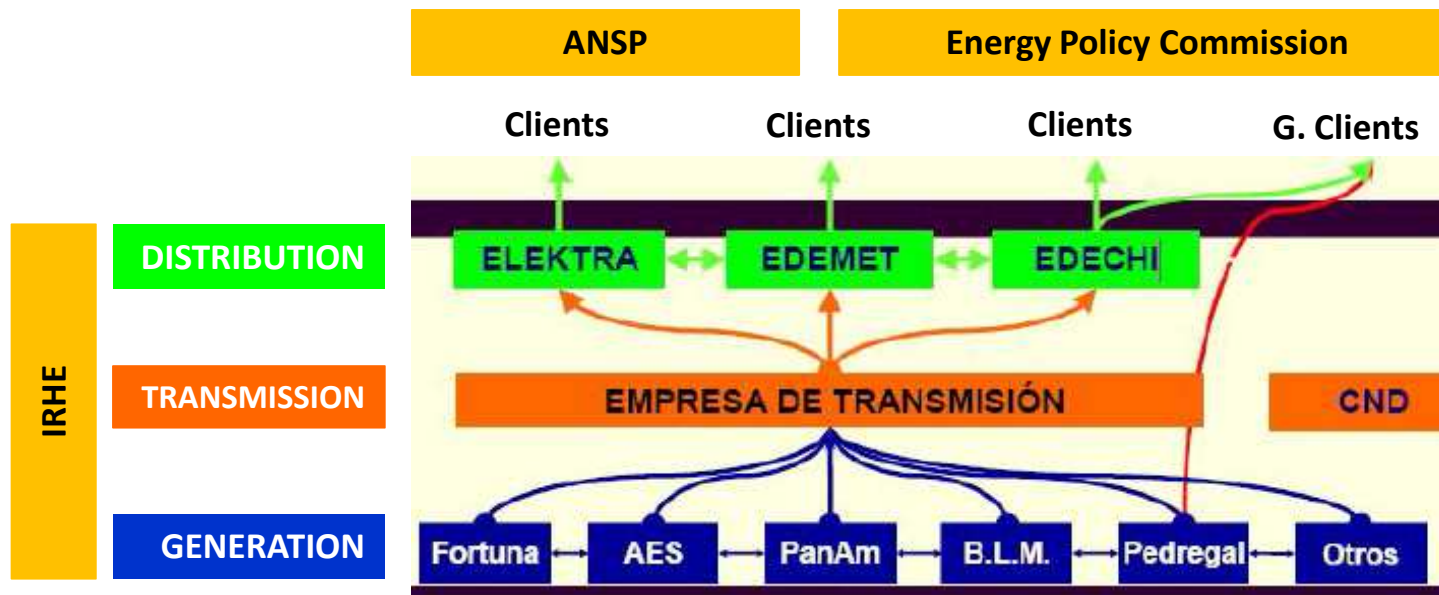 ANSP
Energy Policy Commission
Clients
Clients
Clients
G. Clients
IRHE
DISTRIBUTION
ELEKTRA
EDEMET
EDECHI
TRANSMISSION
EMPRESA DE TRANSMISIÓN
CND
GENERATION
Fortuna
AES
PanAm
B.L.M.
Pedregal
Otros